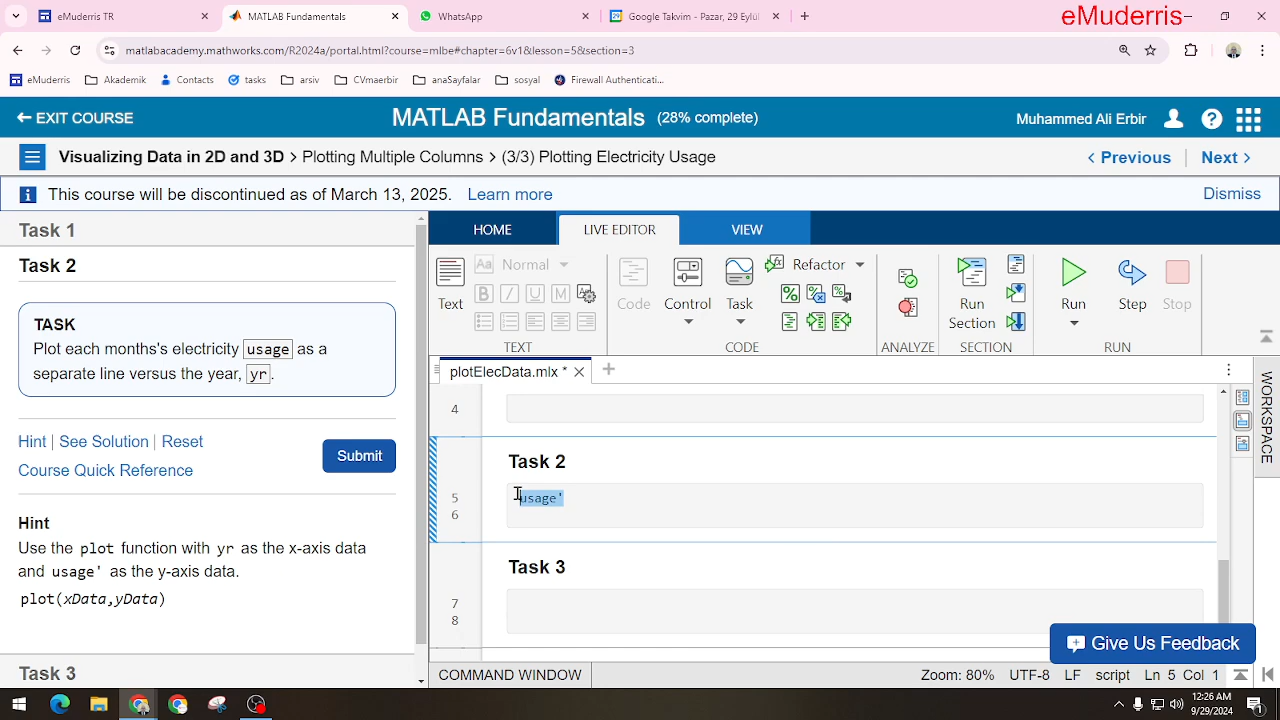 eMuderris TR
MATLAB Fundamentals
WhatsApp
Google Takvim - Pazar, 29 Eylül
eMuderris
matlabacademy.mathworks.com/R2024a/portal.html?course=mlbe#chapter=6v1&lesson=5&section=3
eMuderris
Akademik
Contacts
tasks
arsiv
CVmaerbir
anaSayfalar
sosyal
Firewall Authenticati...
EXIT COURSE
MATLAB Fundamentals (28% complete)
Muhammed Ali Erbir
Visualizing Data in 2D and 3D > Plotting Multiple Columns > (3/3) Plotting Electricity Usage
< Previous
Next >
This course will be discontinued as of March 13, 2025. Learn more
Dismiss
Task 1
Task 2
TASK
Plot each months's electricity usage as a
separate line versus the year, yr.
Hint | See Solution | Reset
Submit
Course Quick Reference
Hint
Use the plot function with yr as the x-axis data
and usage' as the y-axis data.
plot(xData,yData)
Task 3
HOME
LIVE EDITOR
VIEW
Text
Aa Normal
B I U M
TEXT
Code
Control
Task
Refactor
CODE
ANALYZE
Run
Section
SECTION
Run
Step
Stop
RUN
plotElecData.mlx *
WORKSPACE
4
Task 2
5 usage'
6
Task 3
7
8
Give Us Feedback
COMMAND WINDOW
Zoom: 80%
UTF-8
LF
script
Ln 5 Col 1
12:26 AM
9/29/2024